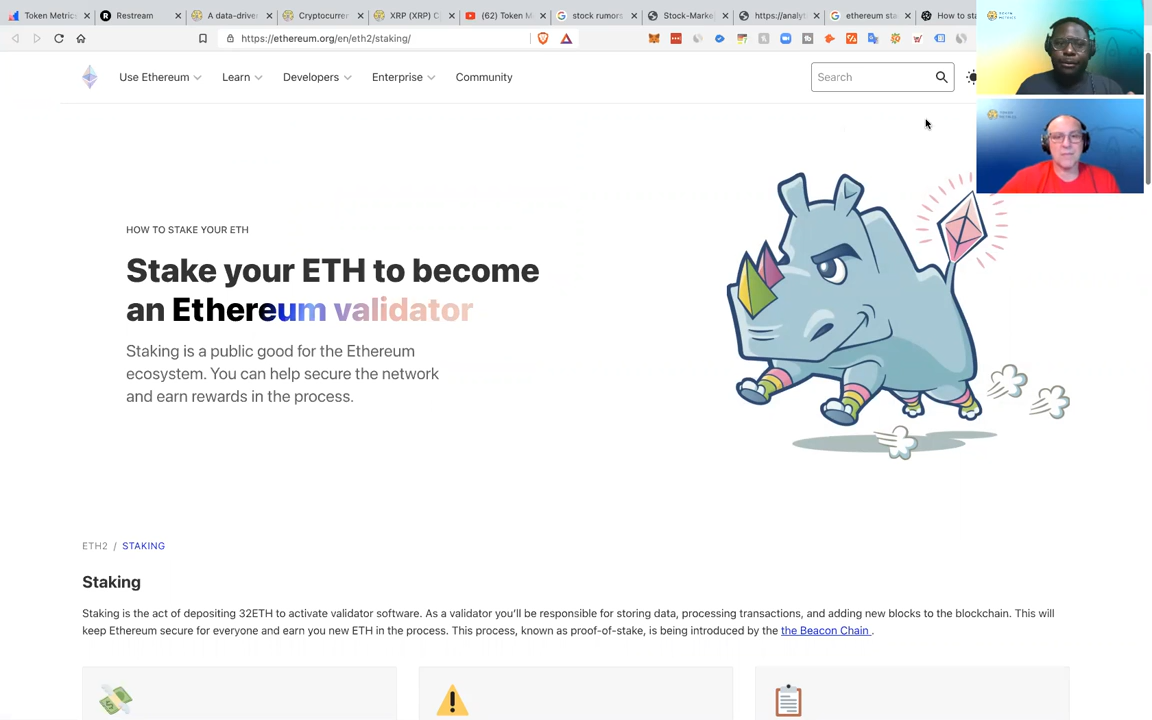 Token Metrics
Restream
A data-driven
Cryptocurren
XRP (XRP) D
(62) Token M
stock rumors
Stock-Marke
https://analyt
ethereum sta
How to sta
https://ethereum.org/en/eth2/staking/
Use Ethereum
Learn
Developers
Enterprise
Community
Search
HOW TO STAKE YOUR ETH
Stake your ETH to become
an Ethereum validator
Staking is a public good for the Ethereum
ecosystem. You can help secure the network
and earn rewards in the process.
ETH2 / STAKING
Staking
Staking is the act of depositing 32ETH to activate validator software. As a validator you'll be responsible for storing data, processing transactions, and adding new blocks to the blockchain. This will
keep Ethereum secure for everyone and earn you new ETH in the process. This process, known as proof-of-stake, is being introduced by the the Beacon Chain .